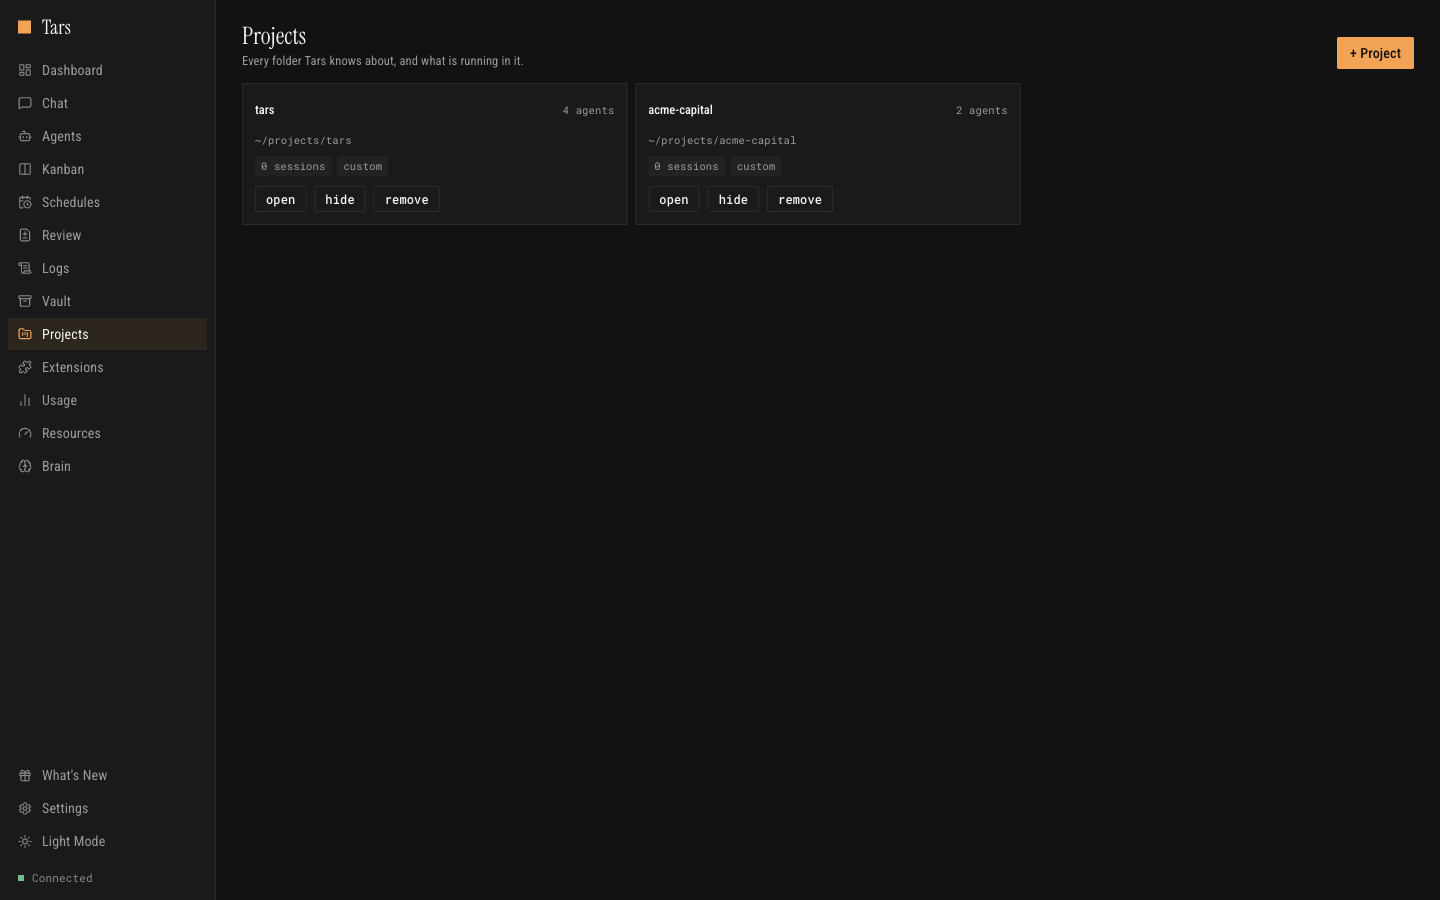 Tars
Dashboard
Chat
Agents
Kanban
Schedules
Review
Logs
Vault
Projects
Extensions
Usage
Resources
Brain
What's New
Settings
Light Mode
Connected
Projects
Every folder Tars knows about, and what is running in it.
+ Project
tars 4 agents
~/projects/tars
0 sessions custom
open hide remove
acme-capital 2 agents
~/projects/acme-capital
0 sessions custom
open hide remove